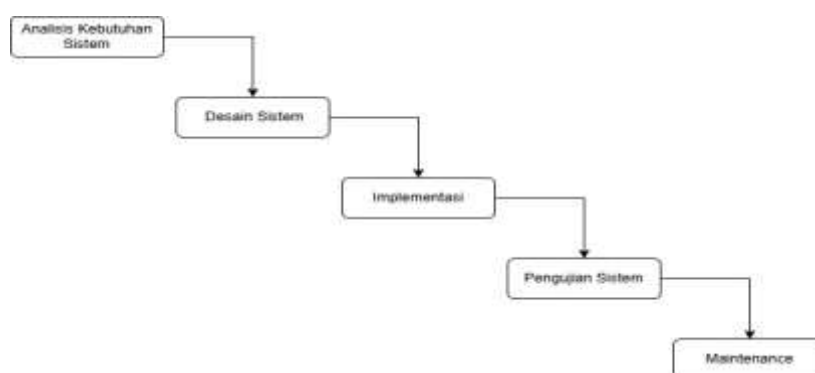 Analisis Kebutuhan
Sistem
Desain Sistem
Implementasi
Pengujian Sistem
Maintenance